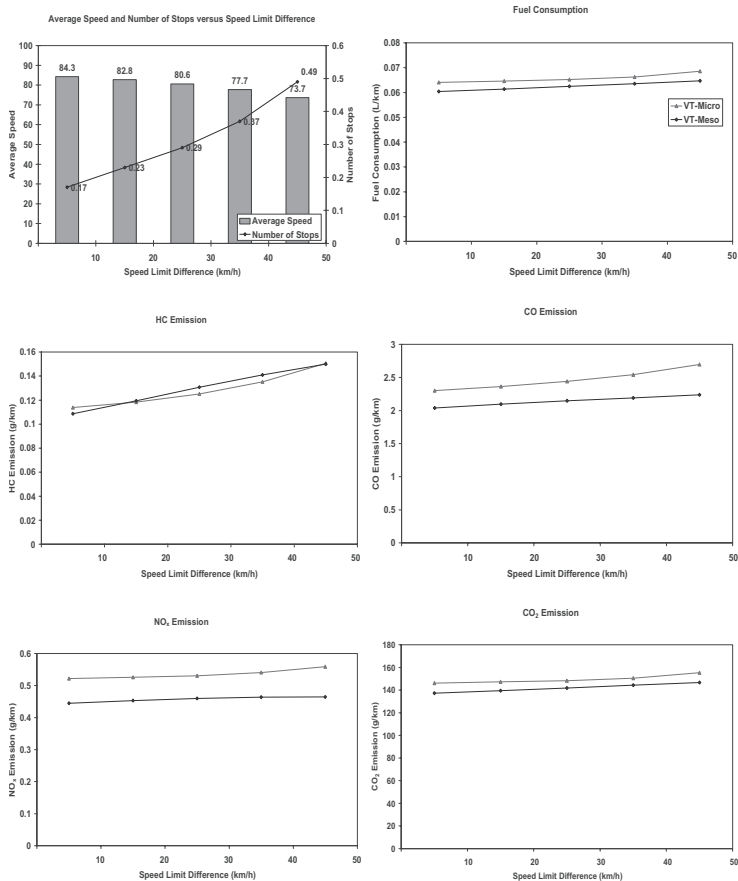 Average Speed and Number of Stops versus Speed Limit Difference
100
90
80
70
60
50
40
30
20
10
0
Average Speed
84.3
82.8
80.6
77.7
73.7
0.17
0.23
0.29
0.37
0.49
0.6
0.5
0.4
0.3
0.2
0.1
0
Number of Stops
Average Speed
Number of Stops
10 20 30 40 50
Speed Limit Difference (km/h)
Fuel Consumption
0.08
0.07
0.06
0.05
0.04
0.03
0.02
0.01
0
Fuel Consumption (L/km)
VT-Micro
VT-Meso
10 20 30 40 50
Speed Limit Difference (km/h)
HC Emission
0.16
0.14
0.12
0.1
0.08
0.06
0.04
0.02
0
HC Emission (g/km)
10 20 30 40 50
Speed Limit Difference (km/h)
CO Emission
3
2.5
2
1.5
1
0.5
0
CO Emission (g/km)
10 20 30 40 50
Speed Limit Difference (km/h)
NOₓ Emission
0.6
0.5
0.4
0.3
0.2
0.1
0
NOₓ Emission (g/km)
10 20 30 40 50
Speed Limit Difference (km/h)
CO₂ Emission
180
160
140
120
100
80
60
40
20
0
CO₂ Emission (g/km)
10 20 30 40 50
Speed Limit Difference (km/h)